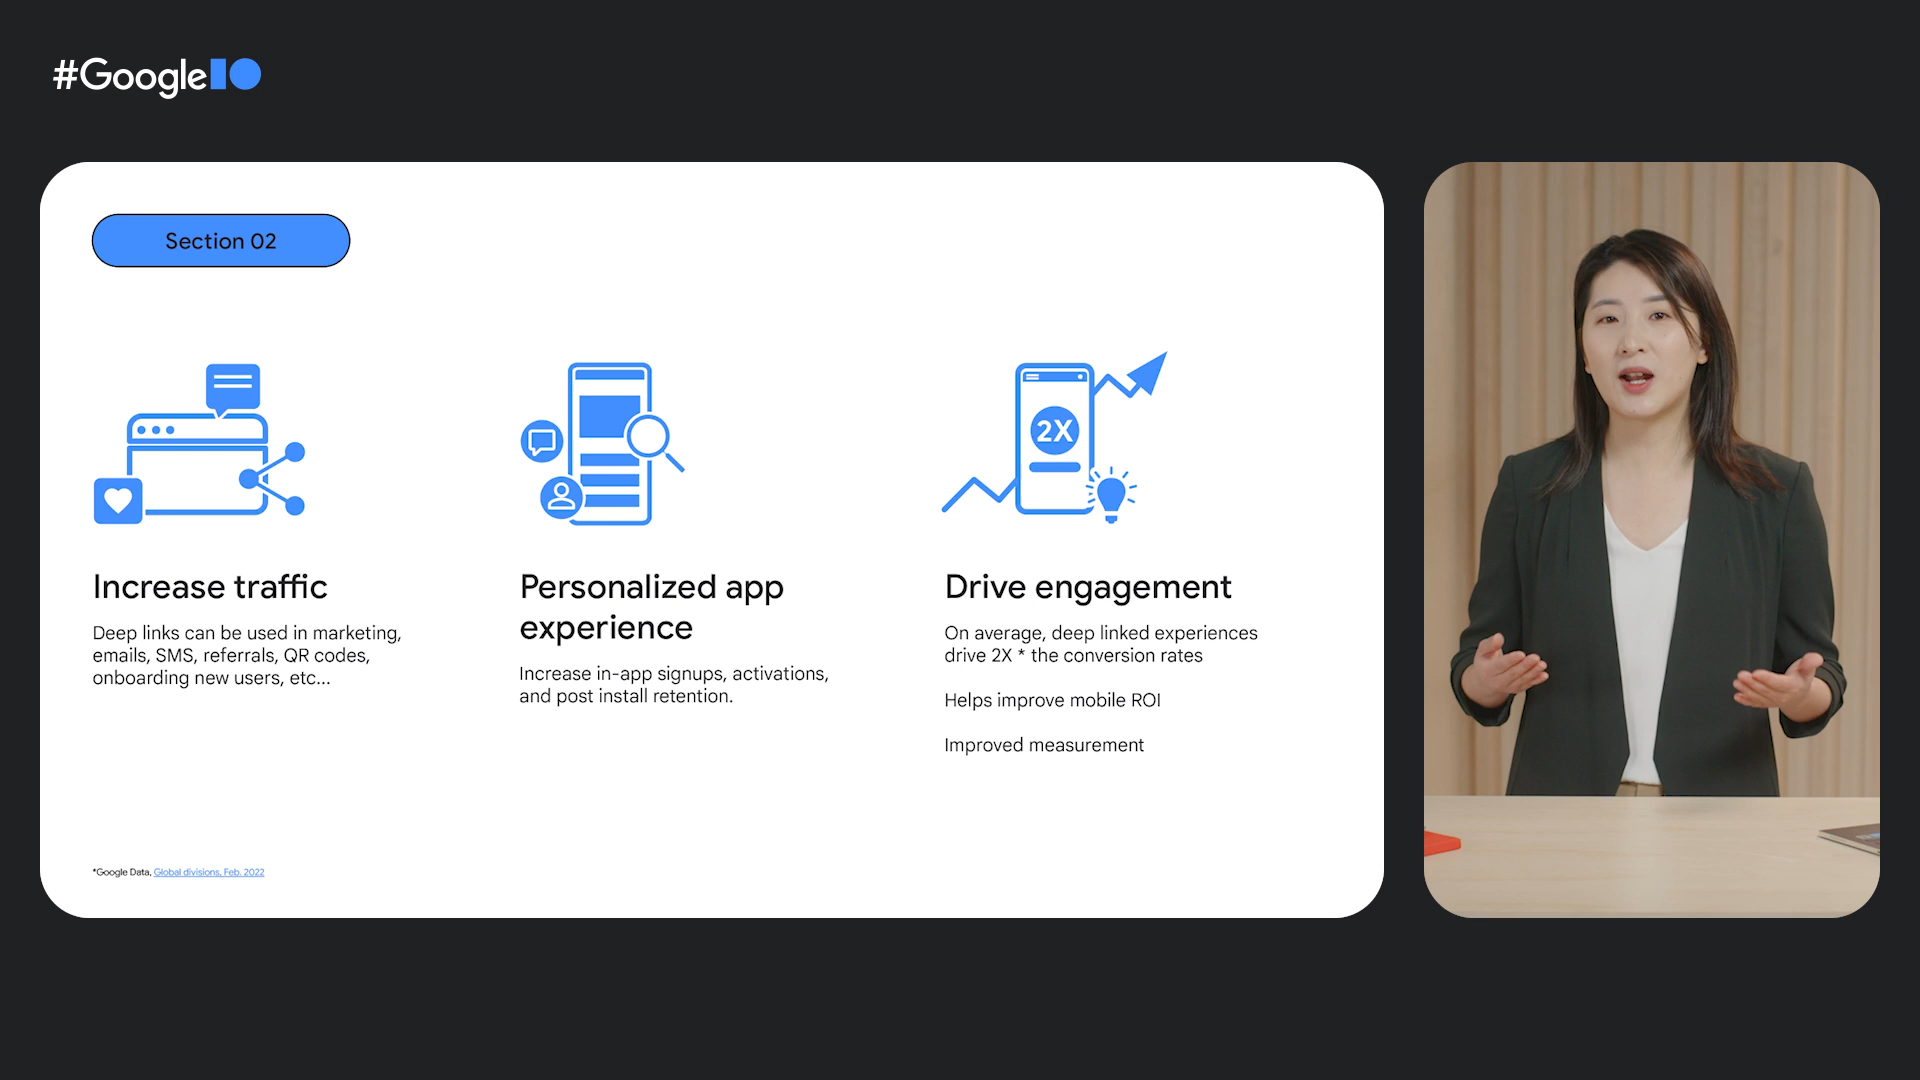 #GoogleIO
Section 02
2X
Increase traffic
Deep links can be used in marketing,
emails, SMS, referrals, QR codes,
onboarding new users, etc...
Personalized app
experience
Increase in-app signups, activations,
and post install retention.
Drive engagement
On average, deep linked experiences
drive 2X * the conversion rates
Helps improve mobile ROI
Improved measurement
*Google Data, Global divisions, Feb. 2022